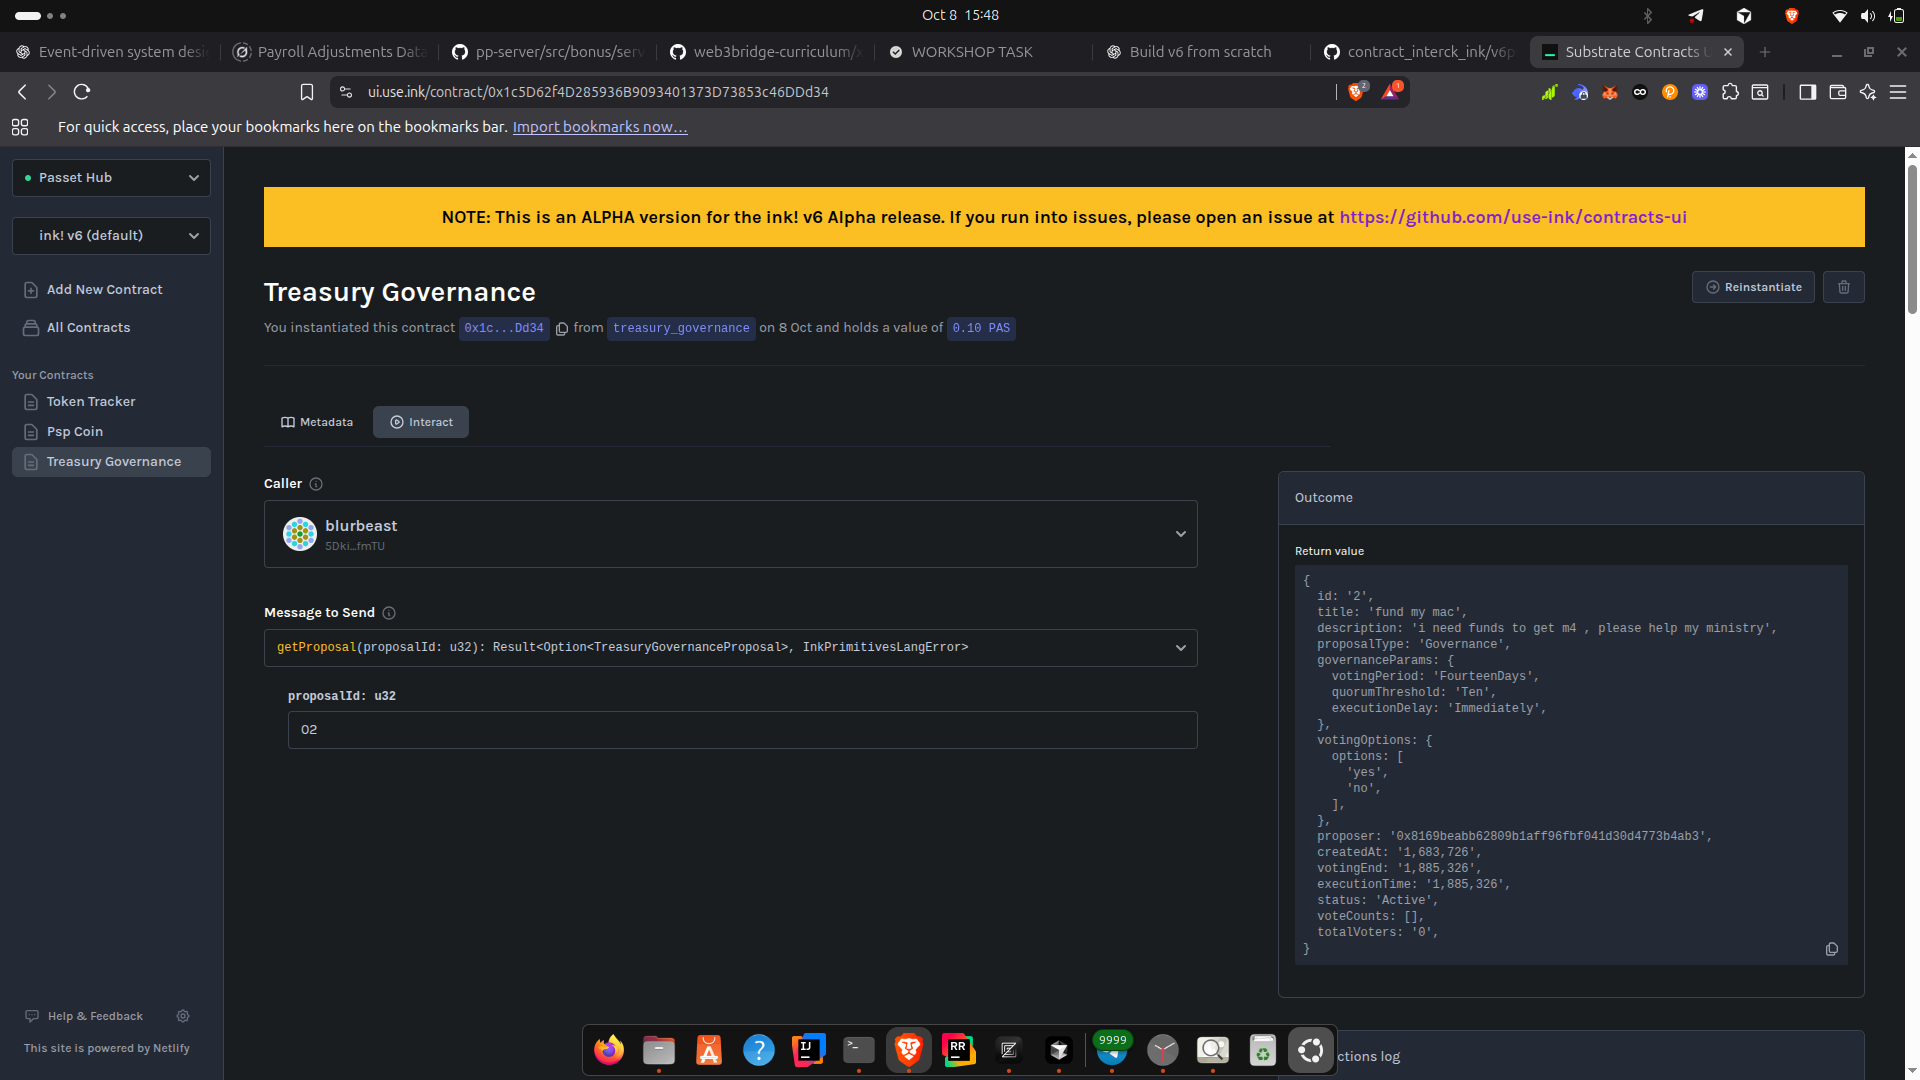 Oct 8 15:48
Event-driven system desi
Payroll Adjustments Data
pp-server/src/bonus/serv
web3bridge-curriculum/x
WORKSHOP TASK
Build v6 from scratch
contract_interck_ink/v6p
Substrate Contracts U
ui.use.ink/contract/0x1c5D62f4D285936B9093401373D73853c46DDd34
2
1
For quick access, place your bookmarks here on the bookmarks bar. Import bookmarks now…
Passet Hub
ink! v6 (default)
Add New Contract
All Contracts
Your Contracts
Token Tracker
Psp Coin
Treasury Governance
Help & Feedback
This site is powered by Netlify
NOTE: This is an ALPHA version for the ink! v6 Alpha release. If you run into issues, please open an issue at https://github.com/use-ink/contracts-ui
Treasury Governance
Reinstantiate
You instantiated this contract 0x1c...Dd34 from treasury_governance on 8 Oct and holds a value of 0.10 PAS
Metadata
Interact
Caller
blurbeast
5Dki...fmTU
Message to Send
getProposal(proposalId: u32): Result<Option<TreasuryGovernanceProposal>, InkPrimitivesLangError>
proposalId: u32
02
Outcome
Return value
{
id: '2',
title: 'fund my mac',
description: 'i need funds to get m4 , please help my ministry',
proposalType: 'Governance',
governanceParams: {
votingPeriod: 'FourteenDays',
quorumThreshold: 'Ten',
executionDelay: 'Immediately',
},
votingOptions: {
options: [
'yes',
'no',
],
},
proposer: '0x8169beabb62809b1aff96fbf041d30d4773b4ab3',
createdAt: '1,683,726',
votingEnd: '1,885,326',
executionTime: '1,885,326',
status: 'Active',
voteCounts: [],
totalVoters: '0',
}
ctions log
IJ
RR
9999